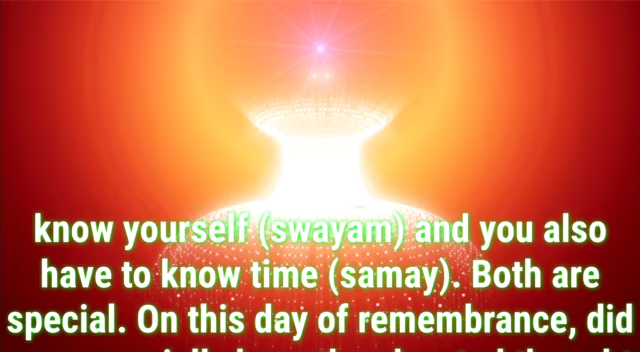 know yourself (swayam) and you also
have to know time (samay). Both are
special. On this day of remembrance, did